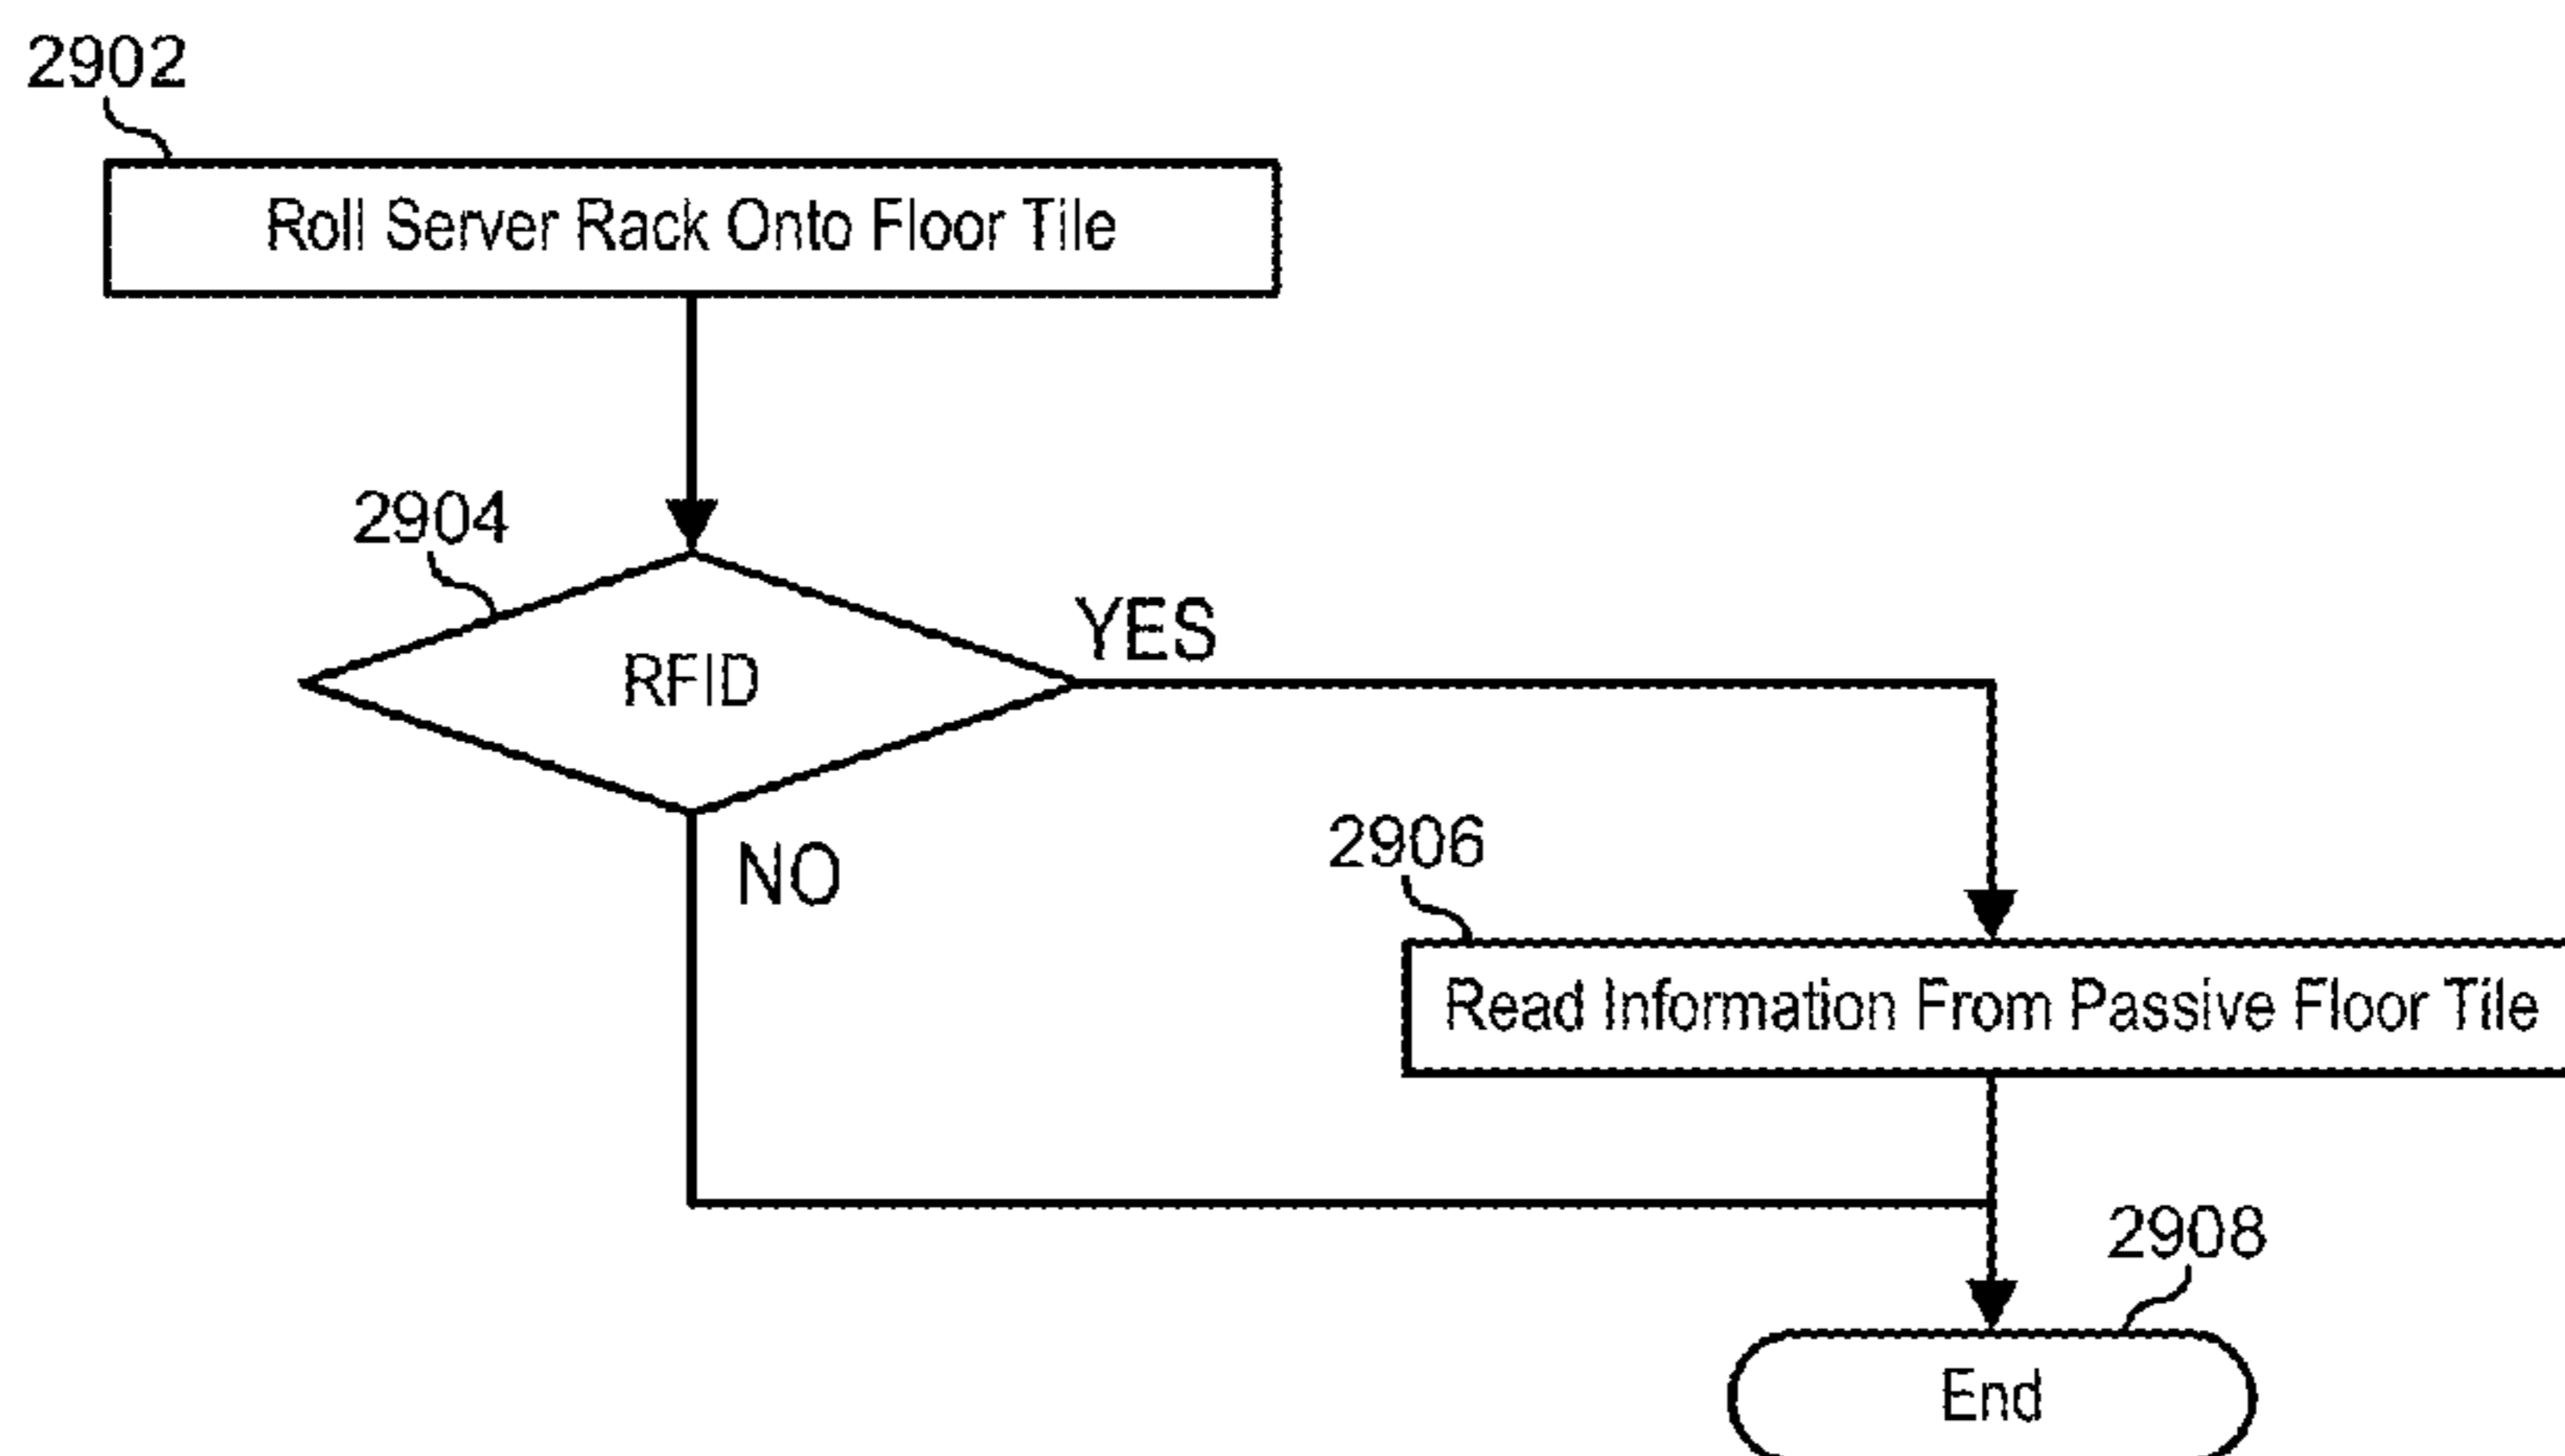 2902
Roll Server Rack Onto Floor Tile
2904
RFID
YES
NO
2906
Read Information From Passive Floor Tile
2908
End